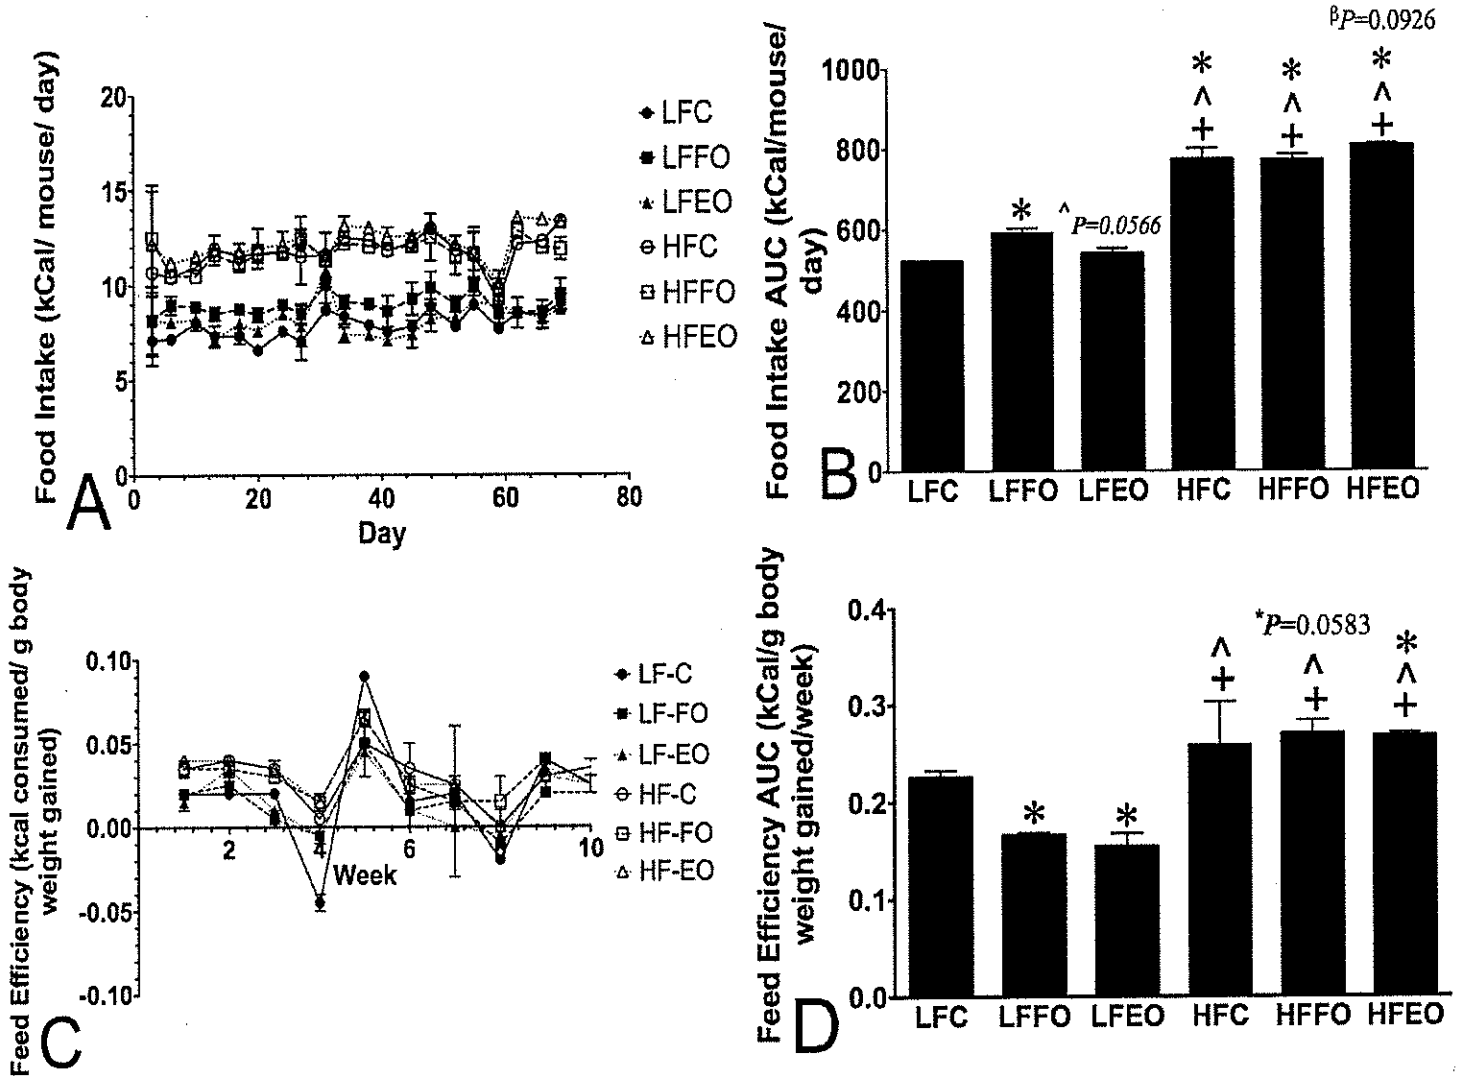 Food Intake (kCal/ mouse/ day)
20
15
10
5
0
0
20
40
60
80
Day
LFC
LFFO
LFEO
HFC
HFFO
HFEO
A
Food Intake AUC (kCal/mouse/
day)
1000
800
600
400
200
0
βP=0.0926
* ^ +
* ^ +
* ^ +
*
^ P=0.0566
LFC LFFO LFEO HFC HFFO HFEO
B
Feed Efficiency (kcal consumed/ g body
weight gained)
0.10
0.05
0.00
-0.05
-0.10
2
4
6
10
Week
LF-C
LF-FO
LF-EO
HF-C
HF-FO
HF-EO
C
Feed Efficiency AUC (kCal/g body
weight gained/week)
0.4
0.3
0.2
0.1
0.0
*P=0.0583
*
*
^ +
^ +
* ^ +
LFC LFFO LFEO HFC HFFO HFEO
D